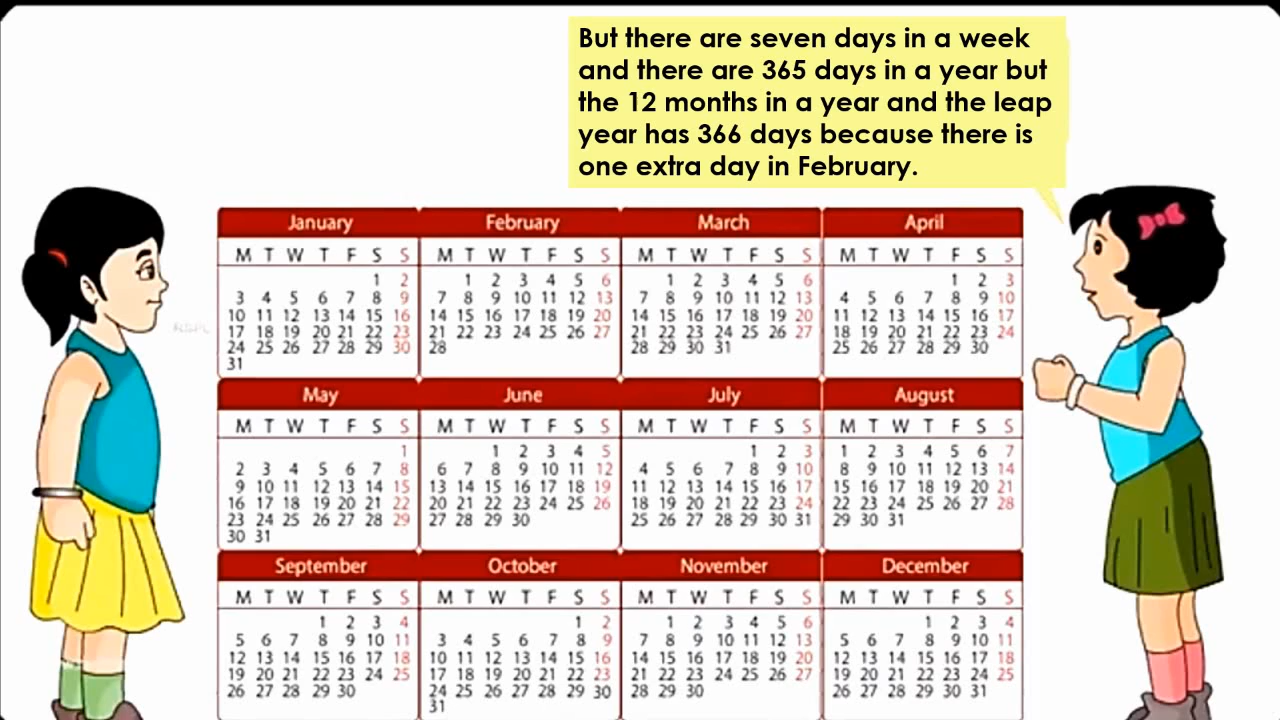 But there are seven days in a week
and there are 365 days in a year but
the 12 months in a year and the leap
year has 366 days because there is
one extra day in February.
January February March April
M T W T F S S M T W T F S S M T W T F S S M T W T F S S
1 2 1 2 3 4 5 6 1 2 3 4 5 6 1 2 3
3 4 5 6 7 8 9 7 8 9 10 11 12 13 7 8 9 10 11 12 13 4 5 6 7 8 9 10
10 11 12 13 14 15 16 14 15 16 17 18 19 20 14 15 16 17 18 19 20 11 12 13 14 15 16 17
17 18 19 20 21 22 23 21 22 23 24 25 26 27 21 22 23 24 25 26 27 18 19 20 21 22 23 24
24 25 26 27 28 29 30 28 28 29 30 31 25 26 27 28 29 30
31
May June July August
M T W T F S S M T W T F S S M T W T F S S M T W T F S S
1 1 2 3 4 5 1 2 3 1 2 3 4 5 6 7
2 3 4 5 6 7 8 6 7 8 9 10 11 12 4 5 6 7 8 9 10 8 9 10 11 12 13 14
9 10 11 12 13 14 15 13 14 15 16 17 18 19 11 12 13 14 15 16 17 15 16 17 18 19 20 21
16 17 18 19 20 21 22 20 21 22 23 24 25 26 18 19 20 21 22 23 24 22 23 24 25 26 27 28
23 24 25 26 27 28 29 27 28 29 30 25 26 27 28 29 30 31 29 30 31
30 31
September October November December
M T W T F S S M T W T F S S M T W T F S S M T W T F S S
1 2 3 4 1 2 1 2 3 4 5 6 1 2 3 4
5 6 7 8 9 10 11 3 4 5 6 7 8 9 7 8 9 10 11 12 13 5 6 7 8 9 10 11
12 13 14 15 16 17 18 10 11 12 13 14 15 16 14 15 16 17 18 19 20 12 13 14 15 16 17 18
19 20 21 22 23 24 25 17 18 19 20 21 22 23 21 22 23 24 25 26 27 19 20 21 22 23 24 25
26 27 28 29 30 24 25 26 27 28 29 30 28 29 30 26 27 28 29 30 31
31